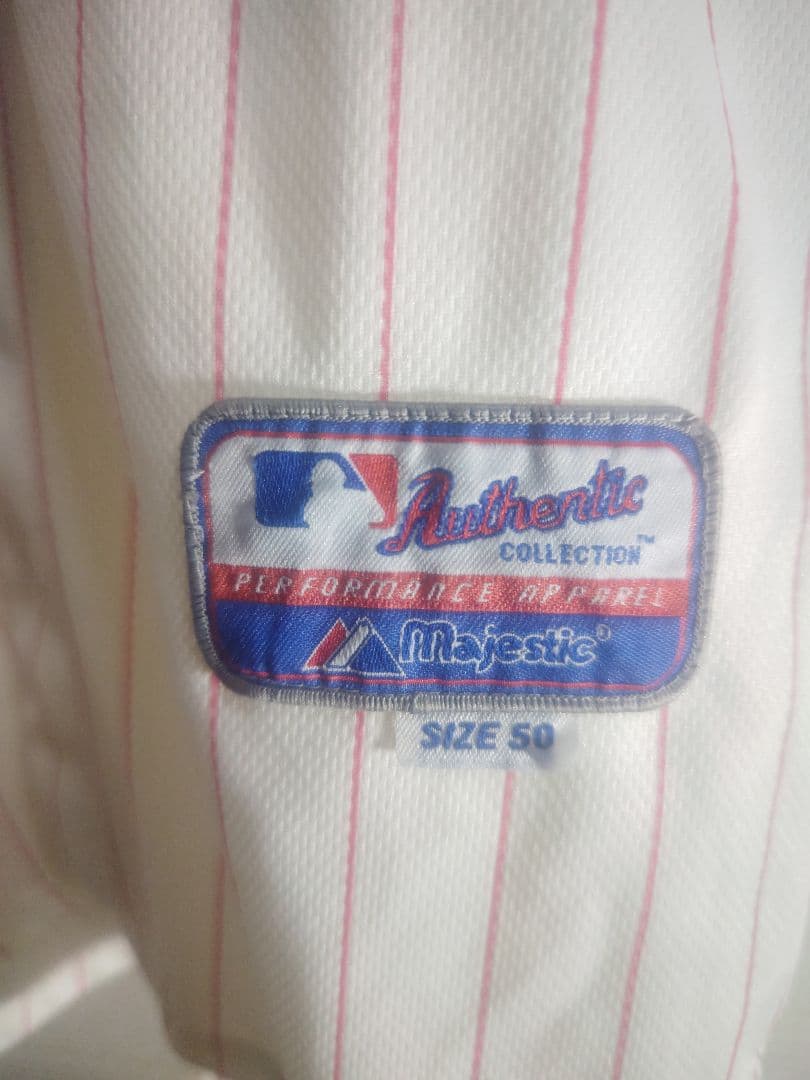 Authentic
COLLECTION™
PERFORMANCE APPAREL
Majestic®
SIZE 50